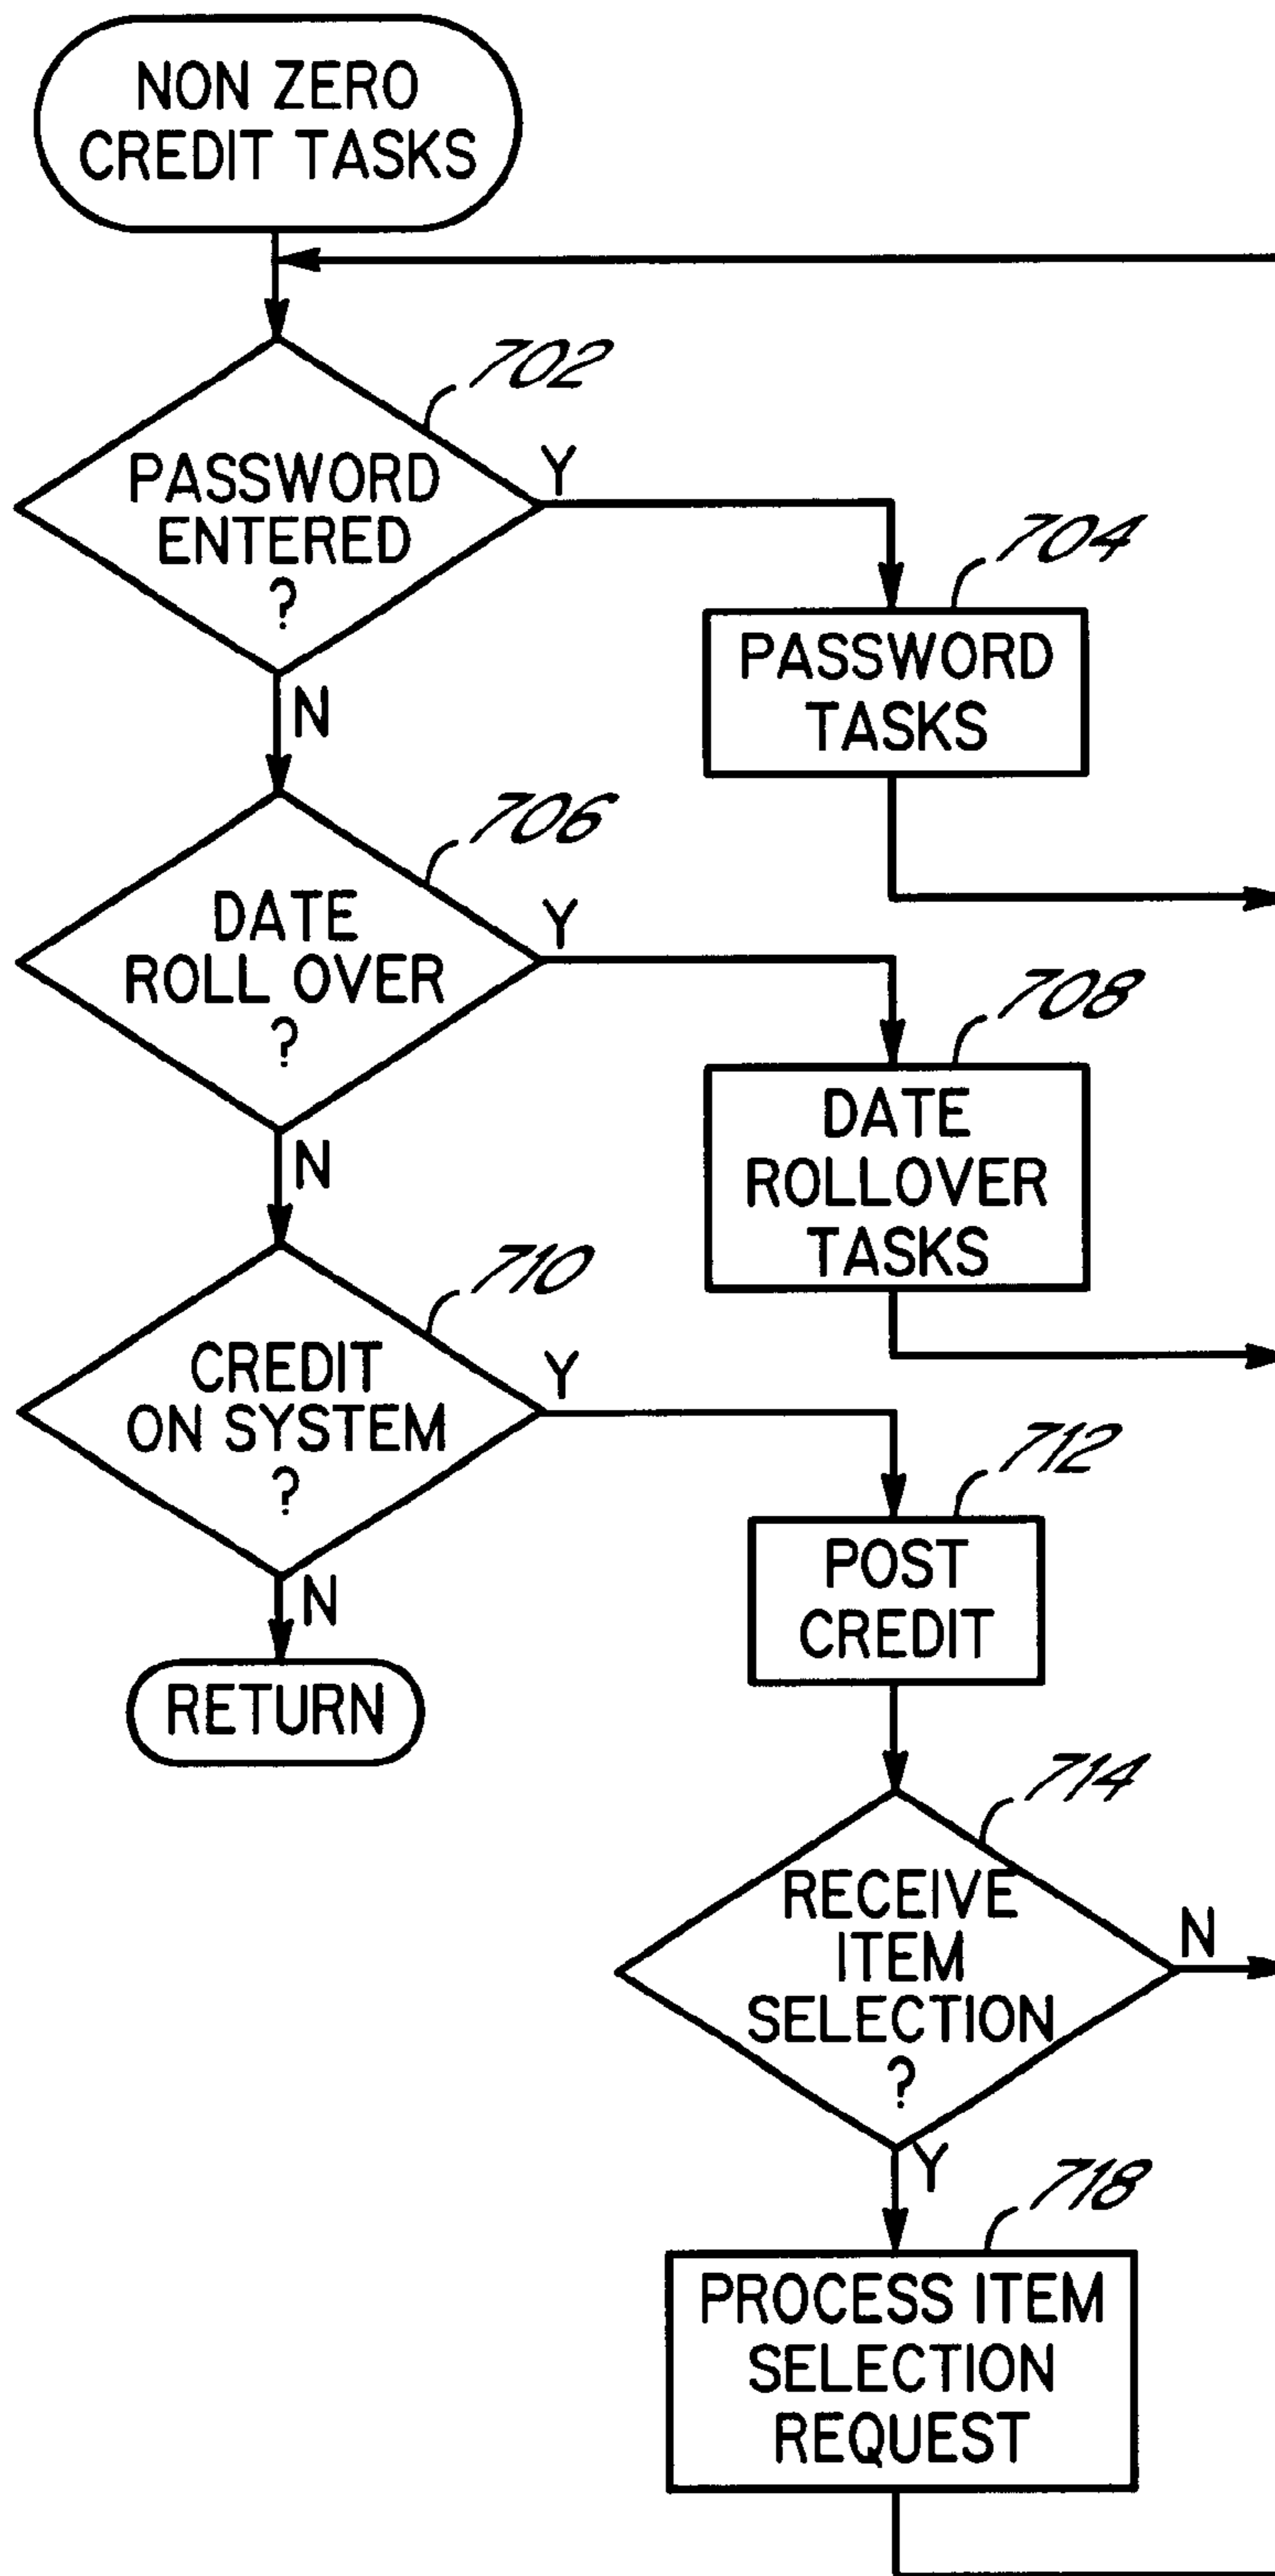 NON ZERO
CREDIT TASKS
702
PASSWORD
ENTERED
?
Y
N
704
PASSWORD
TASKS
706
DATE
ROLL OVER
?
Y
N
708
DATE
ROLLOVER
TASKS
710
CREDIT
ON SYSTEM
?
Y
N
RETURN
712
POST
CREDIT
714
RECEIVE
ITEM
SELECTION
?
N
Y
718
PROCESS ITEM
SELECTION
REQUEST